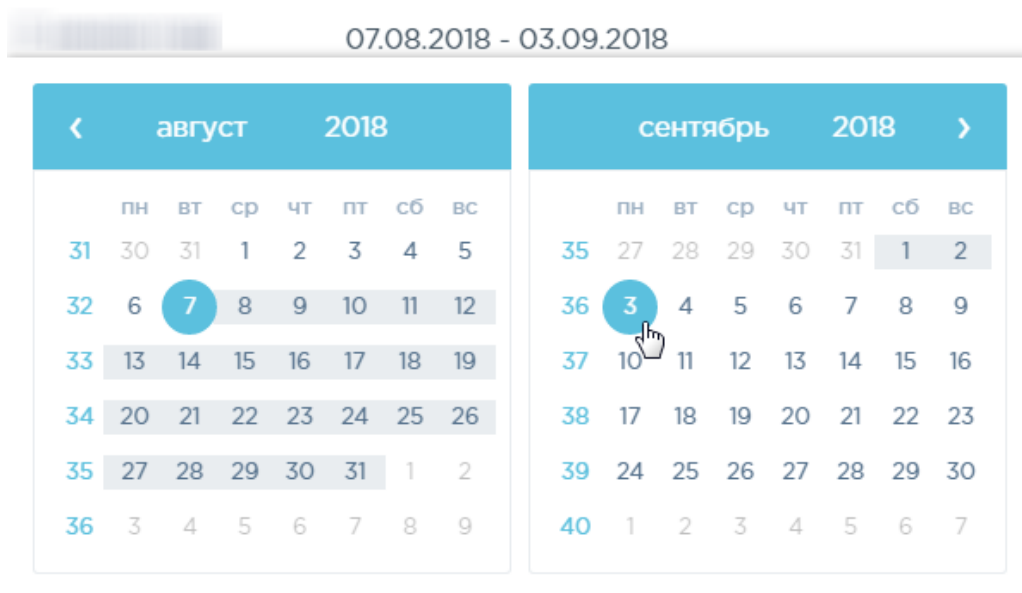 07.08.2018 - 03.09.2018
август 2018
пн вт ср чт пт сб вс
31 30 31 1 2 3 4 5
32 6 7 8 9 10 11 12
33 13 14 15 16 17 18 19
34 20 21 22 23 24 25 26
35 27 28 29 30 31 1 2
36 3 4 5 6 7 8 9
сентябрь 2018
пн вт ср чт пт сб вс
35 27 28 29 30 31 1 2
36 3 4 5 6 7 8 9
37 10 11 12 13 14 15 16
38 17 18 19 20 21 22 23
39 24 25 26 27 28 29 30
40 1 2 3 4 5 6 7